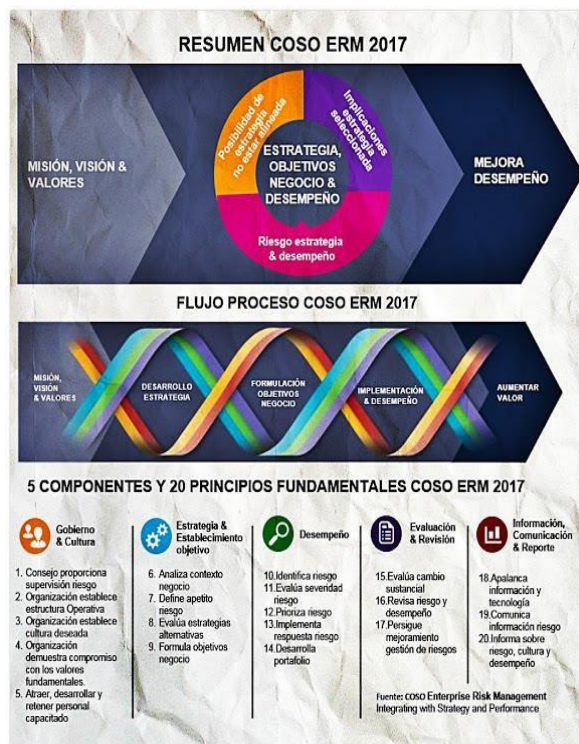 RESUMEN COSO ERM 2017
MISIÓN, VISIÓN &
VALORES
Posibilidad de
estrategia
no estar alineada
Implicaciones
estrategia
seleccionada
ESTRATEGIA,
OBJETIVOS
NEGOCIO &
DESEMPEÑO
Riesgo estrategia
& desempeño
MEJORA
DESEMPEÑO
FLUJO PROCESO COSO ERM 2017
MISIÓN,
VISIÓN
& VALORES
DESARROLLO
ESTRATEGIA
FORMULACIÓN
OBJETIVOS
NEGOCIO
IMPLEMENTACIÓN
& DESEMPEÑO
AUMENTAR
VALOR
5 COMPONENTES Y 20 PRINCIPIOS FUNDAMENTALES COSO ERM 2017
Gobierno
& Cultura
1. Consejo proporciona
supervisión riesgo
2. Organización establece
estructura Operativa
3. Organización establece
cultura deseada
4. Organización
demuestra compromiso
con los valores
fundamentales.
5. Atraer, desarrollar y
retener personal
capacitado
Estrategia &
Establecimiento
objetivo
6. Analiza contexto
negocio
7. Define apetito
riesgo
8. Evalúa estrategias
alternativas
9. Formula objetivos
negocio
Desempeño
10.Identifica riesgo
11.Evalúa severidad
riesgo
12.Prioriza riesgo
13.Implementa
respuesta riesgo
14.Desarrolla
portafolio
Evaluación
& Revisión
15.Evalúa cambio
sustancial
16.Revisa riesgo y
desempeño
17.Persigue
mejoramiento
gestión de riesgos
Información,
Comunicación
& Reporte
18.Apalanca
información y
tecnología
19.Comunica
información riesgo
20.Informa sobre
riesgo, cultura y
desempeño
Fuente: COSO Enterprise Risk Management
Integrating with Strategy and Performance